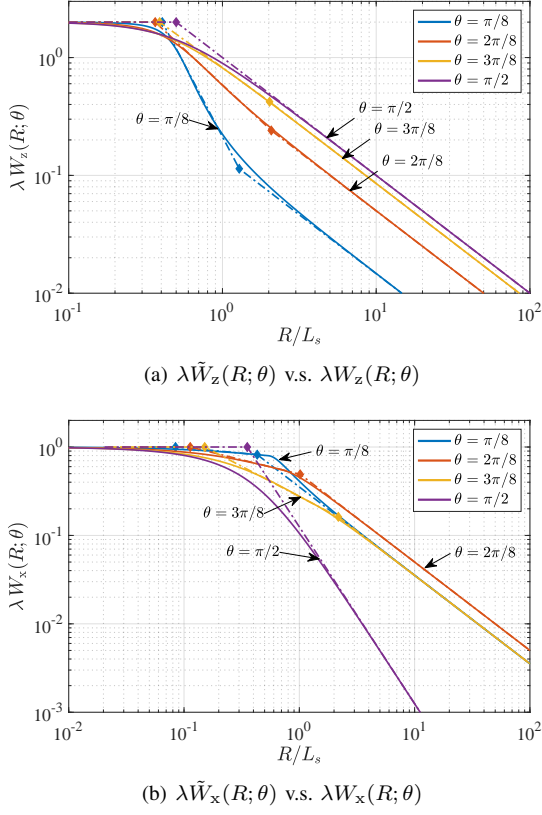 10^0
10^{-1}
10^{-2}
λW_z(R; θ)
θ = π/8
θ = 2π/8
θ = 3π/8
θ = π/2
θ = π/8
θ = π/2
θ = 3π/8
θ = 2π/8
10^{-1} 10^0 10^1 10^2
R/L_s
(a) λW̃_z(R; θ) v.s. λW_z(R; θ)
10^0
10^{-1}
10^{-2}
10^{-3}
λW_x(R; θ)
θ = π/8
θ = 2π/8
θ = 3π/8
θ = π/2
θ = π/8
θ = 3π/8
θ = π/2
θ = 2π/8
10^{-2} 10^{-1} 10^0 10^1 10^2
R/L_s
(b) λW̃_x(R; θ) v.s. λW_x(R; θ)